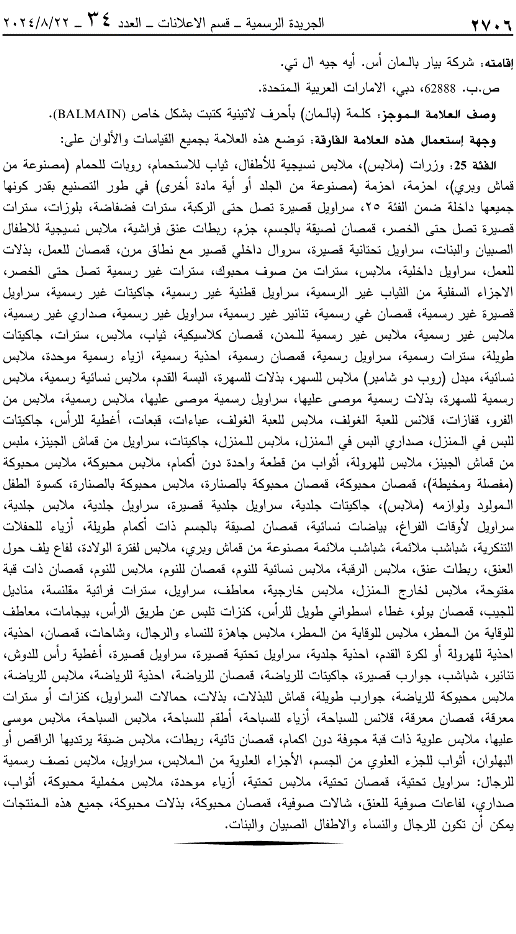 ٢٧٠٦ الجريدة الرسمية – قسم الاعلانات – العدد ٣٤ – ٢٠٢٤/٨/٢٢
إقامته: شركة بيار بالـمان أس. أيه جيه ال تي.
ص.ب. 62888، دبي، الامارات العربية الـمتحدة.
وصف العلامة الـموجز: كلـمة (بالـمان) بأحرف لاتينية كتبت بشكل خاص (BALMAIN).
وجهة إستعمال هذه العلامة الفارقة: توضع هذه العلامة بجميع القياسات والألوان على:
الفئة 25: وزرات (ملابس)، ملابس نسيجية للأطفال، ثياب للاستحمام، روبات للحمام (مصنوعة من
قماش وبري)، احزمة، احزمة (مصنوعة من الجلد أو أية مادة أخرى) في طور التصنيع بقدر كونها
جميعها داخلة ضمن الفئة ٢٥، سراويل قصيرة تصل حتى الركبة، سترات فضفاضة، بلوزات، سترات
قصيرة تصل حتى الخصر، قمصان لصيقة بالجسم، جزم، ربطات عنق فراشية، ملابس نسيجية للاطفال
الصبيان والبنات، سراويل تحتانية قصيرة، سروال داخلي قصير مع نطاق مرن، قمصان للعمل، بذلات
للعمل، سراويل داخلية، ملابس، سترات من صوف محبوك، سترات غير رسمية تصل حتى الخصر،
الاجزاء السفلية من الثياب غير الرسمية، سراويل قطنية غير رسمية، جاكيتات غير رسمية، سراويل
قصيرة غير رسمية، قمصان غي رسمية، تنانير غير رسمية، سراويل غير رسمية، صداري غير رسمية،
ملابس غير رسمية، ملابس غير رسمية للـمدن، قمصان كلاسيكية، ثياب، ملابس، سترات، جاكيتات
طويلة، سترات رسمية، سراويل رسمية، قمصان رسمية، احذية رسمية، ازياء رسمية موحدة، ملابس
نسائية، مبدل (روب دو شامبر) ملابس للسهر، بذلات للسهرة، البسة القدم، ملابس نسائية رسمية، ملابس
رسمية للسهرة، بذلات رسمية موصى عليها، سراويل رسمية موصى عليها، ملابس رسمية، ملابس من
الفرو، قفازات، قلانس للعبة الغولف، ملابس للعبة الغولف، عباءات، قبعات، أغطية للرأس، جاكيتات
للبس في الـمنزل، صداري البس في الـمنزل، ملابس للـمنزل، جاكيتات، سراويل من قماش الجينز، ملبس
من قماش الجينز، ملابس للهرولة، أثواب من قطعة واحدة دون أكمام، ملابس محبوكة، ملابس محبوكة
(مفصلة ومخيطة)، قمصان محبوكة، قمصان محبوكة بالصنارة، ملابس محبوكة بالصنارة، كسوة الطفل
الـمولود ولوازمه (ملابس)، جاكيتات جلدية، سراويل جلدية قصيرة، سراويل جلدية، ملابس جلدية،
سراويل لأوقات الفراغ، بياضات نسائية، قمصان لصيقة بالجسم ذات أكمام طويلة، أزياء للحفلات
التنكرية، شباشب ملائمة، شباشب ملائمة مصنوعة من قماش وبري، ملابس لفترة الولادة، لفاع يلف حول
العنق، ربطات عنق، ملابس الرقبة، ملابس نسائية للنوم، قمصان للنوم، ملابس للنوم، قمصان ذات قبة
مفتوحة، ملابس لخارج الـمنزل، ملابس خارجية، معاطف، سراويل، سترات فرائية مقلنسة، مناديل
للجيب، قمصان بولو، غطاء اسطواني طويل للرأس، كنزات تلبس عن طريق الرأس، بيجامات، معاطف
للوقاية من الـمطر، ملابس للوقاية من الـمطر، ملابس جاهزة للنساء والرجال، وشاحات، قمصان، احذية،
احذية للهرولة أو لكرة القدم، احذية جلدية، سراويل تحتية قصيرة، سراويل قصيرة، أغطية رأس للدوش،
تنانير، شباشب، جوارب قصيرة، جاكيتات للرياضة، قمصان للرياضة، احذية للرياضة، ملابس للرياضة،
ملابس محبوكة للرياضة، جوارب طويلة، قماش للبذلات، بذلات، حمالات السراويل، كنزات أو سترات
معرقة، قمصان معرقة، قلانس للسباحة، أزياء للسباحة، أطقم للسباحة، ملابس السباحة، ملابس موسى
عليها، ملابس علوية ذات قبة مجوفة دون اكمام، قمصان تاتية، ربطات، ملابس ضيقة يرتديها الراقص أو
البهلوان، أثواب للجزء العلوي من الجسم، الأجزاء العلوية من الـملابس، سراويل، ملابس نصف رسمية
للرجال: سراويل تحتية، قمصان تحتية، ملابس تحتية، أزياء موحدة، ملابس مخملية محبوكة، أثواب،
صداري، لفاعات صوفية للعنق، شالات صوفية، قمصان محبوكة، بذلات محبوكة، جميع هذه الـمنتجات
يمكن أن تكون للرجال والنساء والاطفال الصبيان والبنات.